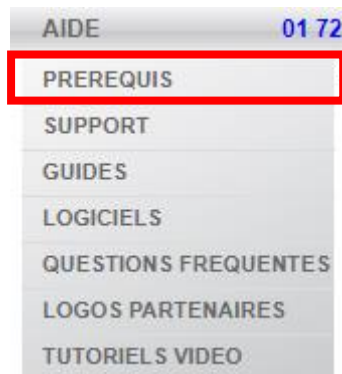 AIDE 01 72
PREREQUIS
SUPPORT
GUIDES
LOGICIELS
QUESTIONS FREQUENTES
LOGOS PARTENAIRES
TUTORIELS VIDEO